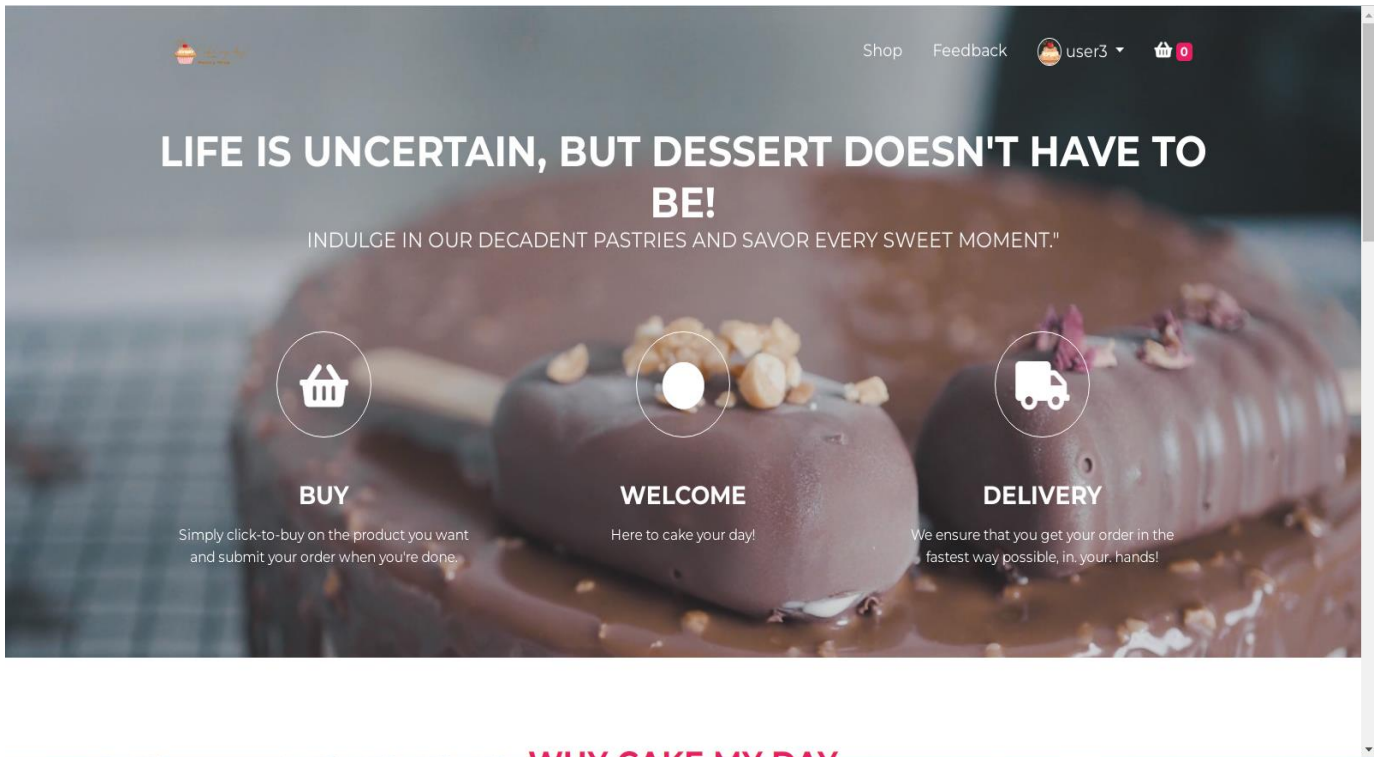 Shop Feedback user3 0
LIFE IS UNCERTAIN, BUT DESSERT DOESN'T HAVE TO
BE!
INDULGE IN OUR DECADENT PASTRIES AND SAVOR EVERY SWEET MOMENT."
BUY
Simply click-to-buy on the product you want
and submit your order when you're done.
WELCOME
Here to cake your day!
DELIVERY
We ensure that you get your order in the
fastest way possible, in. your. hands!
WHY CAKE MY DAY